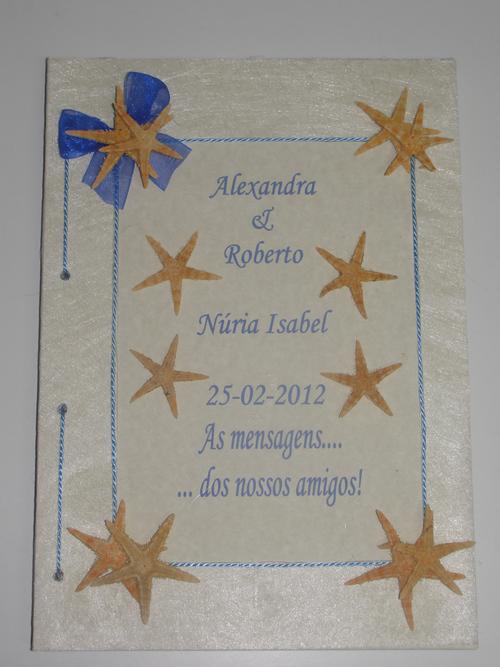 Alexandra
&
Roberto
Núria Isabel
25-02-2012
As mensagens....
... dos nossos amigos!